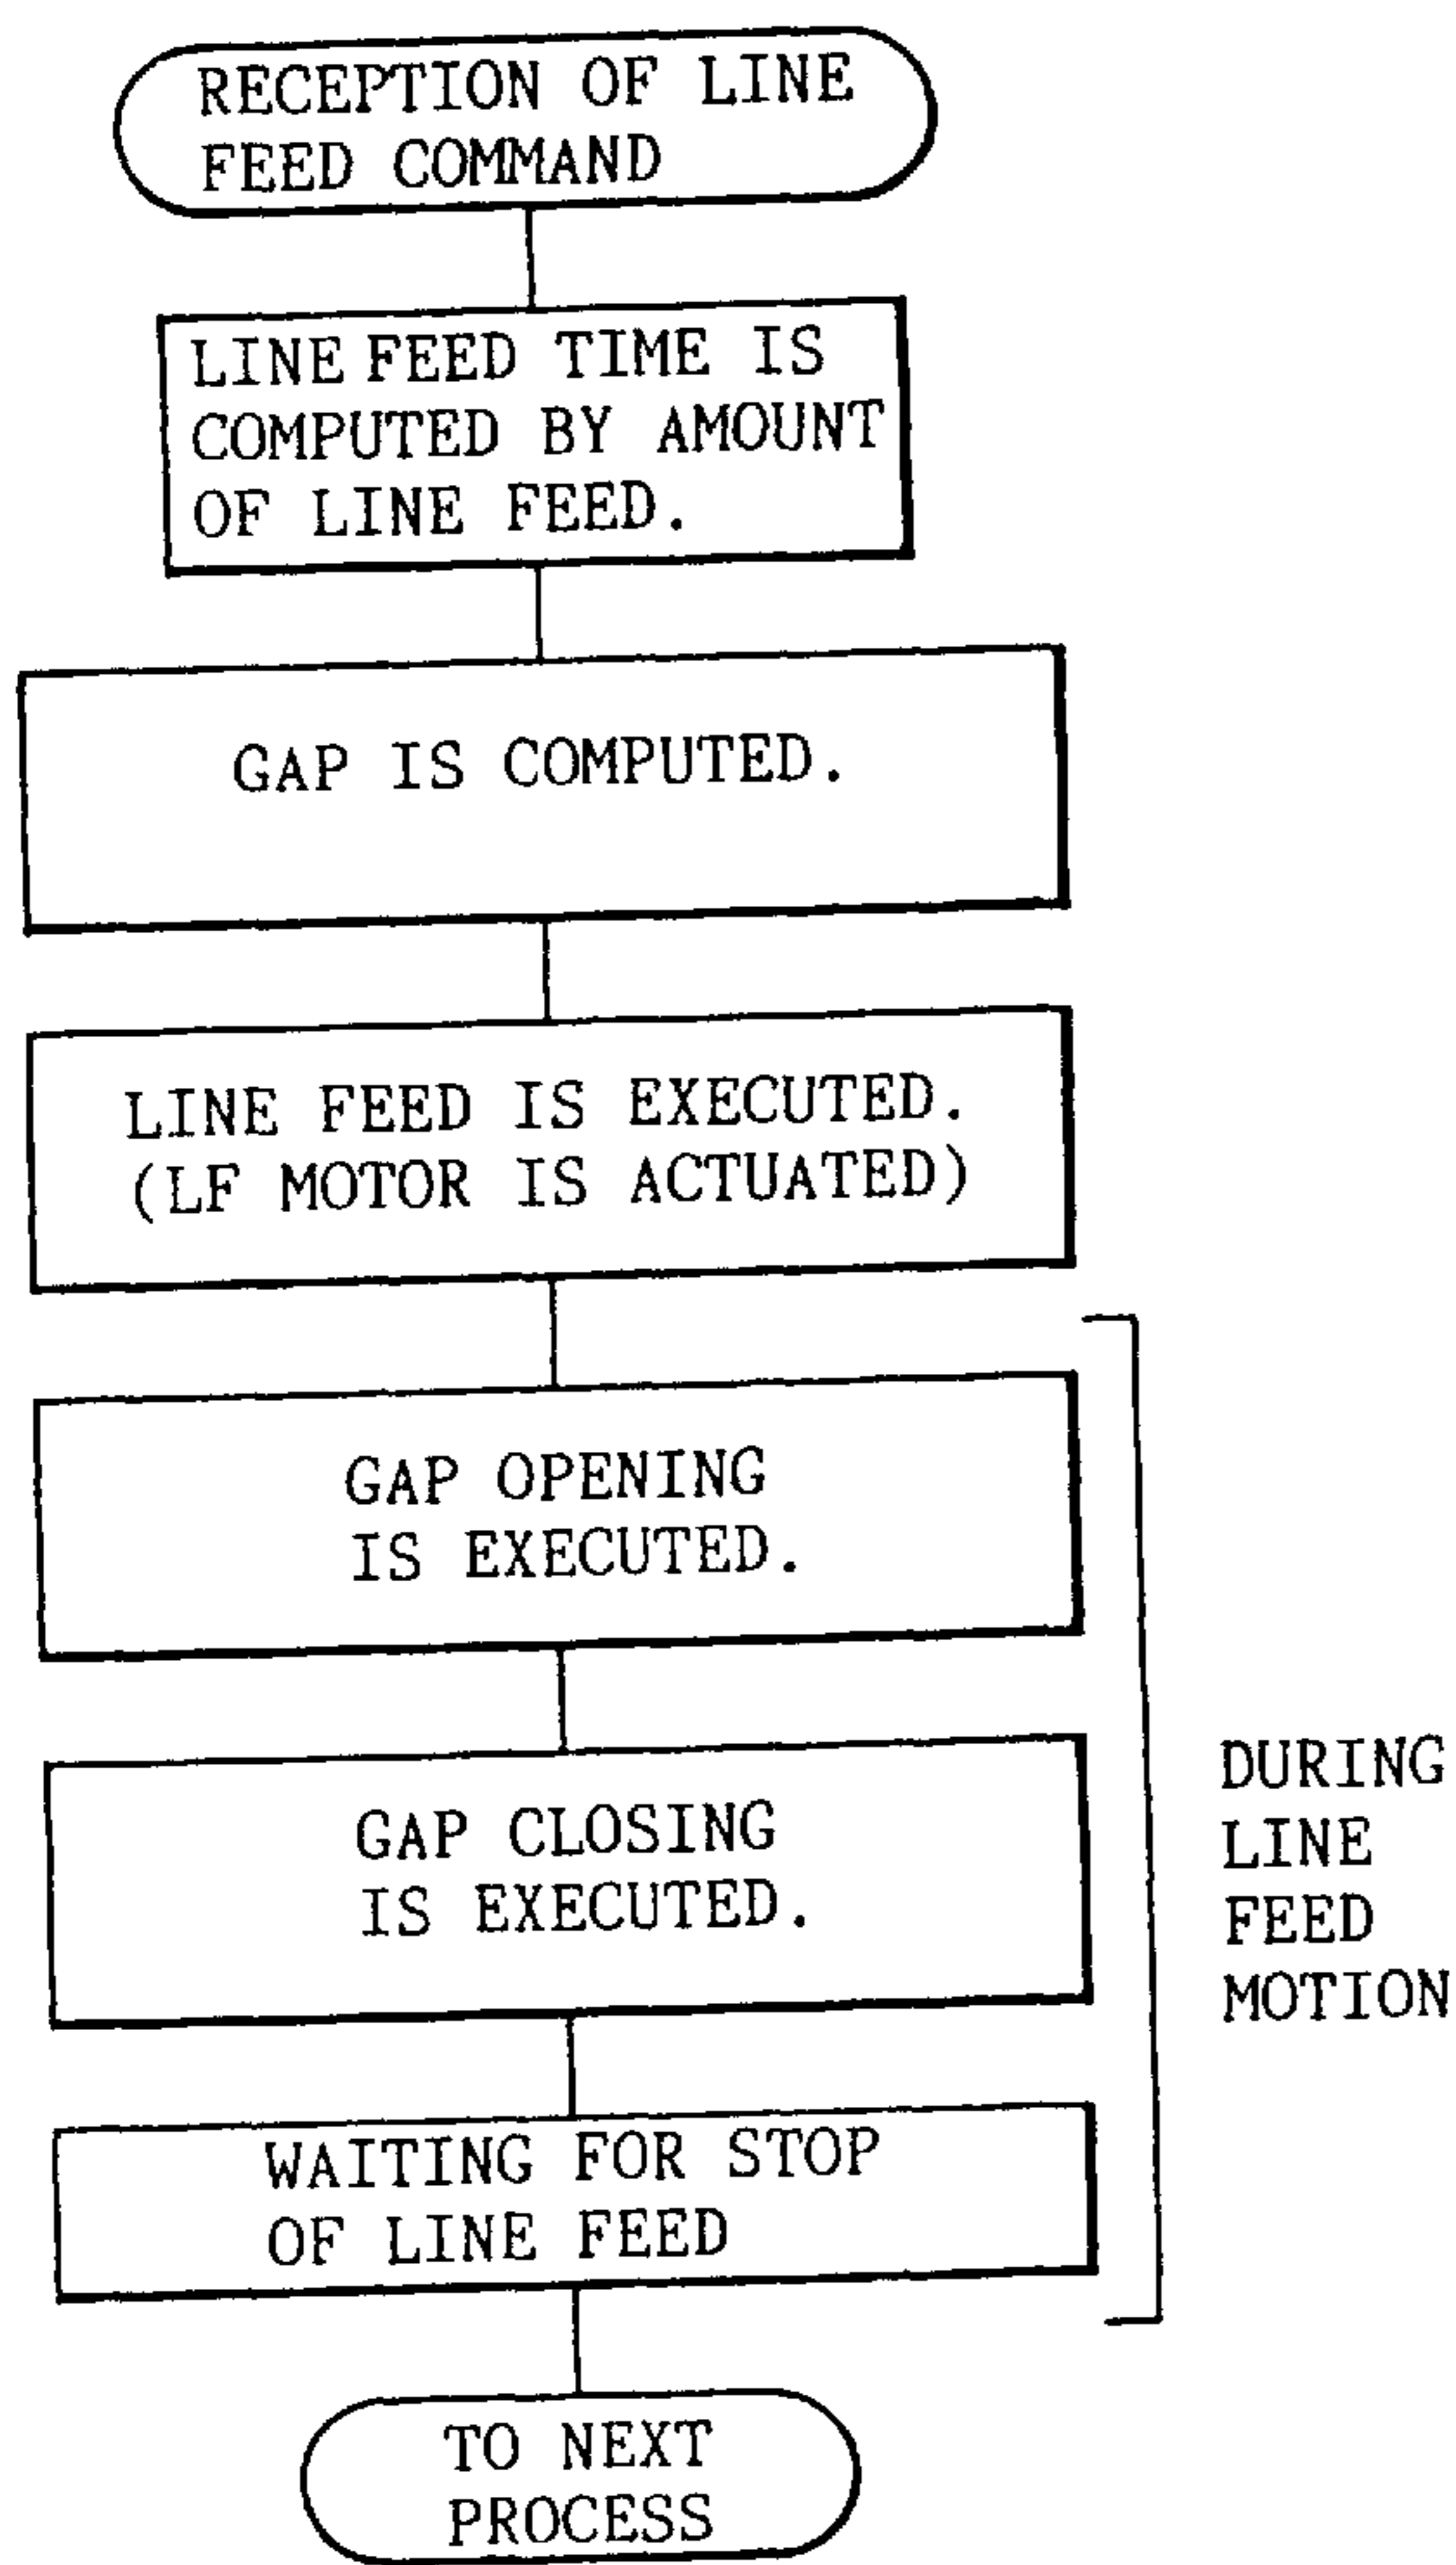 RECEPTION OF LINE
FEED COMMAND
LINE FEED TIME IS
COMPUTED BY AMOUNT
OF LINE FEED.
GAP IS COMPUTED.
LINE FEED IS EXECUTED.
(LF MOTOR IS ACTUATED)
GAP OPENING
IS EXECUTED.
GAP CLOSING
IS EXECUTED.
WAITING FOR STOP
OF LINE FEED
DURING
LINE
FEED
MOTION
TO NEXT
PROCESS